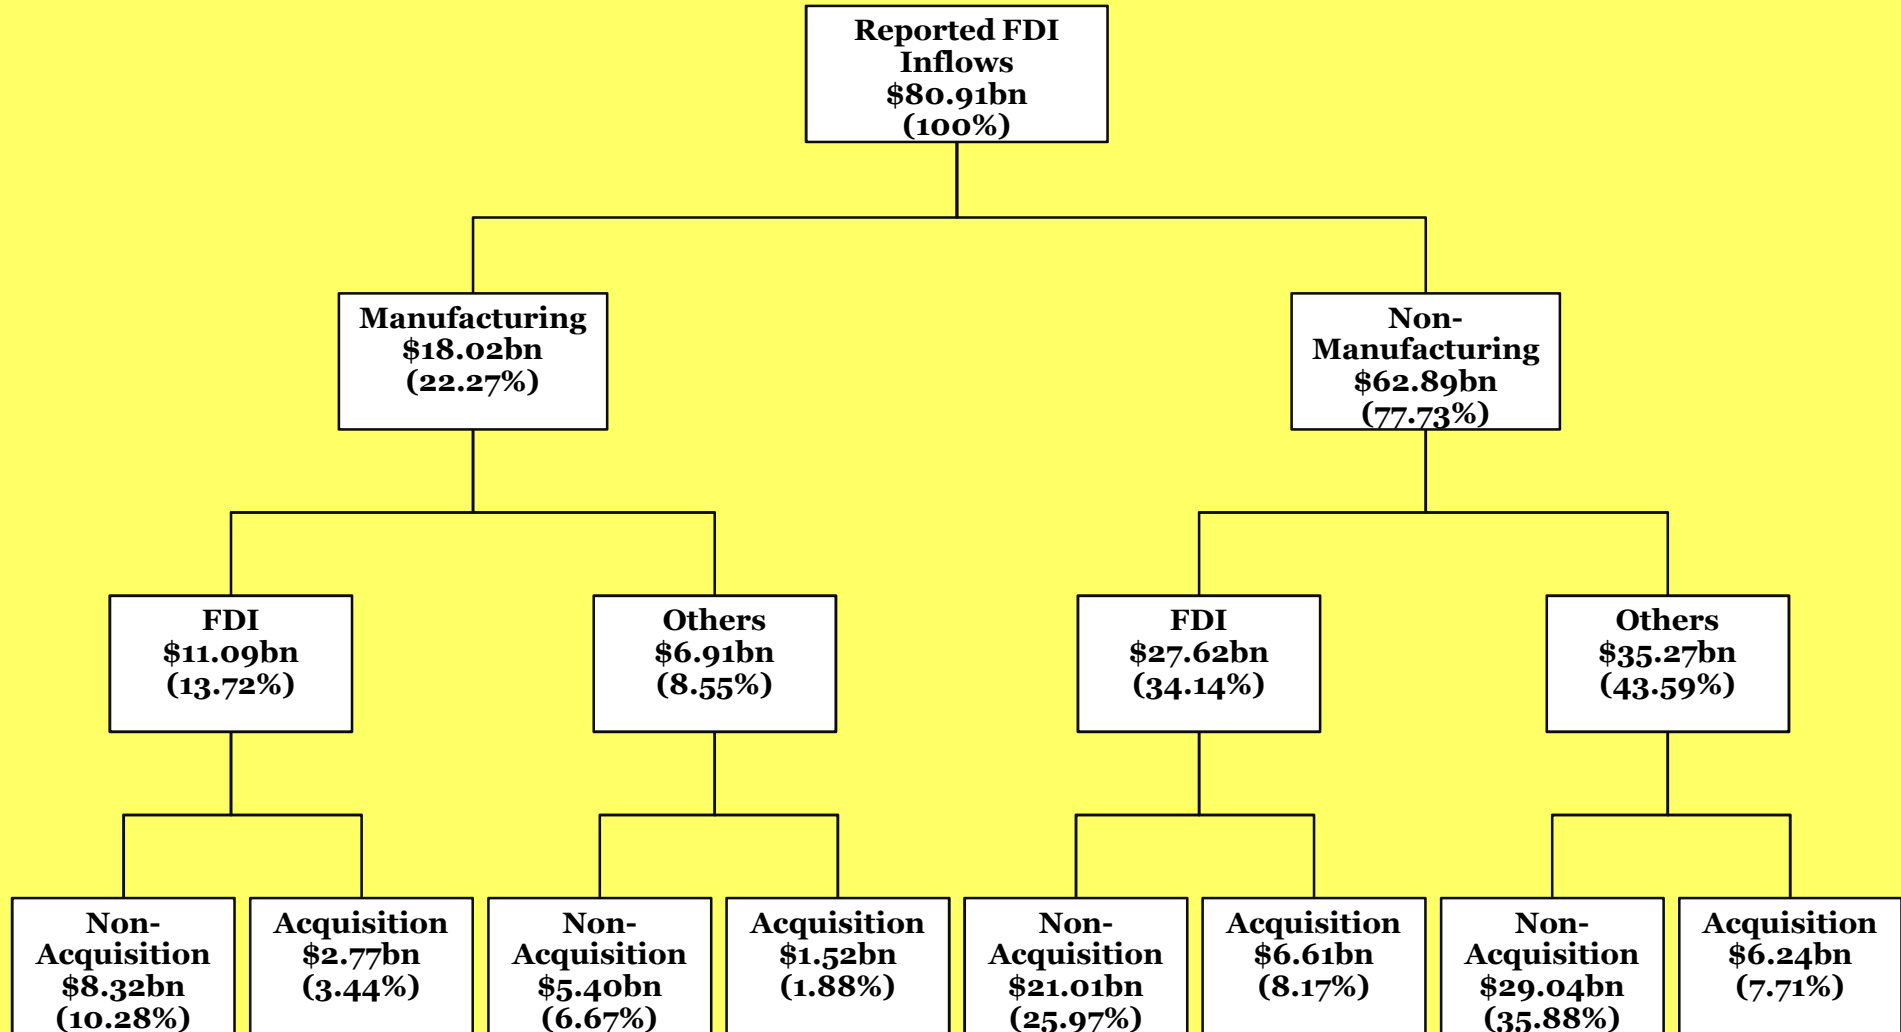 Reported FDI
Inflows
$80.91bn
(100%)
Manufacturing
$18.02bn
(22.27%)
Non-
Manufacturing
$62.89bn
(77.73%)
FDI
$11.09bn
(13.72%)
Others
$6.91bn
(8.55%)
FDI
$27.62bn
(34.14%)
Others
$35.27bn
(43.59%)
Non-
Acquisition
$8.32bn
(10.28%)
Acquisition
$2.77bn
(3.44%)
Non-
Acquisition
$5.40bn
(6.67%)
Acquisition
$1.52bn
(1.88%)
Non-
Acquisition
$21.01bn
(25.97%)
Acquisition
$6.61bn
(8.17%)
Non-
Acquisition
$29.04bn
(35.88%)
Acquisition
$6.24bn
(7.71%)